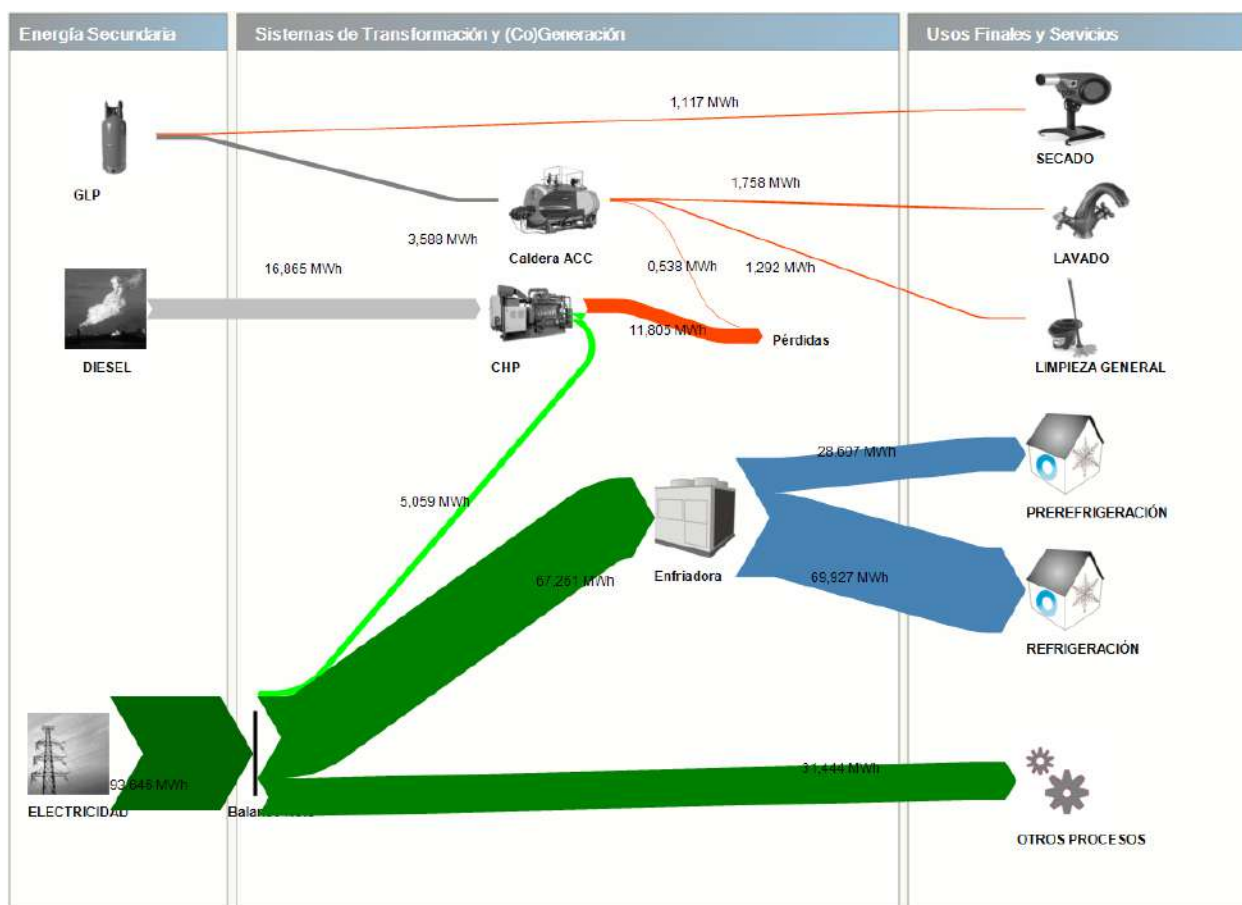 Energía Secundaria
Sistemas de Transformación y (Co)Generación
Usos Finales y Servicios
1,117 MWh
SECADO
GLP
1,758 MWh
3,588 MWh
Caldera ACC
LAVADO
16,865 MWh
0,538 MWh
1,292 MWh
11,805 MWh
Pérdidas
DIESEL
CHP
LIMPIEZA GENERAL
28,697 MWh
5,059 MWh
PREREFRIGERACIÓN
67,261 MWh
Enfriadora
69,927 MWh
REFRIGERACIÓN
31,444 MWh
93,646 MWh
ELECTRICIDAD
OTROS PROCESOS